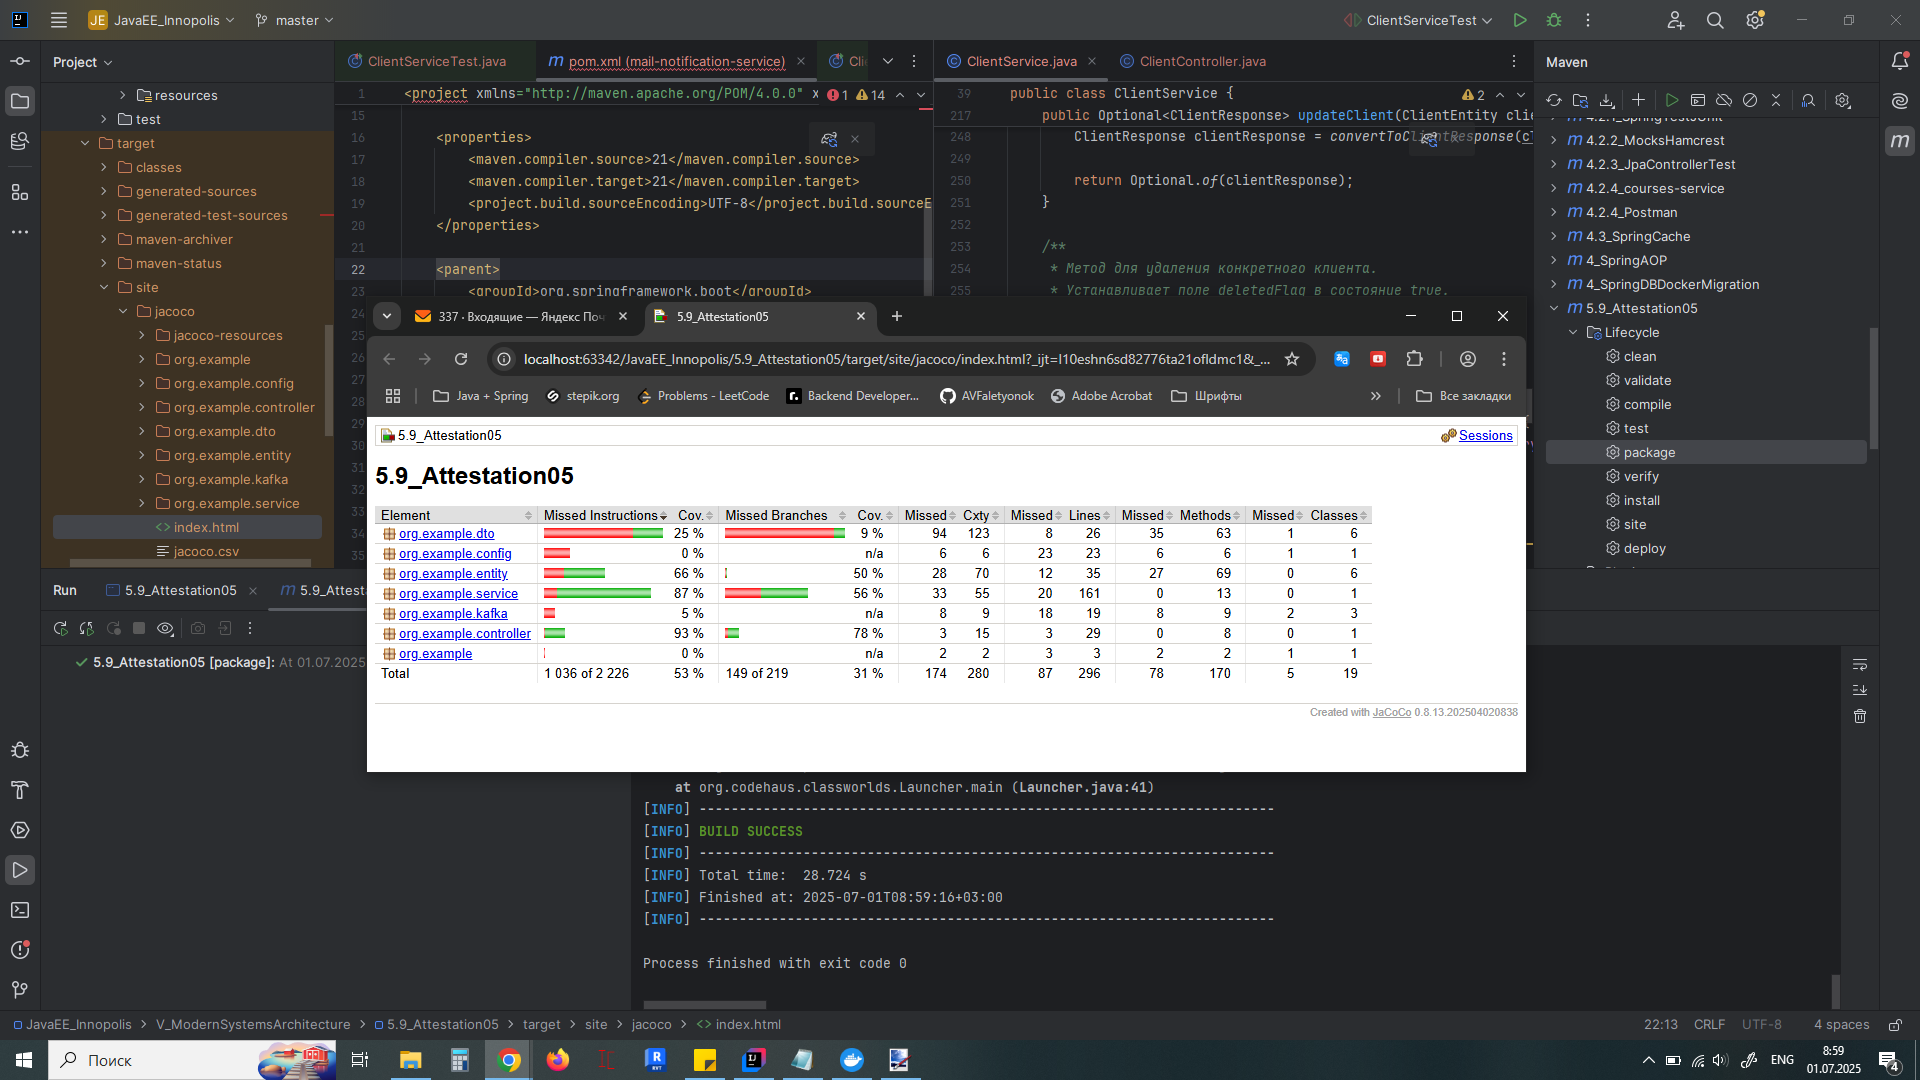 JE JavaEE_Innopolis master
ClientServiceTest
Project
resources
test
target
classes
generated-sources
generated-test-sources
maven-archiver
maven-status
site
jacoco
jacoco-resources
org.example
org.example.config
org.example.controller
org.example.dto
org.example.entity
org.example.kafka
org.example.service
index.html
jacoco.csv
ClientServiceTest.java
pom.xml (mail-notification-service)
1 <project xmlns="http://maven.apache.org/POM/4.0.0" 1 14
15
16 <properties>
17 <maven.compiler.source>21</maven.compiler.source>
18 <maven.compiler.target>21</maven.compiler.target>
19 <project.build.sourceEncoding>UTF-8</project.build.sourceE
20 </properties>
21
22 <parent>
23 <groupId>org.springframework.boot</groupId>
24
25
26
27
28
29
30
31
32
33
34
35
ClientService.java
ClientController.java
39 public class ClientService { 2
217 public Optional<ClientResponse> updateClient(ClientEntity clie
248 ClientResponse clientResponse = convertToClientResponse(c
249
250 return Optional.of(clientResponse);
251 }
252
253 /**
254 * Метод для удаления конкретного клиента.
255 * Устанавливает поле deletedFlag в состояние true.
Maven
4.2.1_SpringTestsUnit
4.2.2_MocksHamcrest
4.2.3_JpaControllerTest
4.2.4_courses-service
4.2.4_Postman
4.3_SpringCache
4_SpringAOP
4_SpringDBDockerMigration
5.9_Attestation05
Lifecycle
clean
validate
compile
test
package
verify
install
site
deploy
337 · Входящие — Яндекс Поч
5.9_Attestation05
localhost:63342/JavaEE_Innopolis/5.9_Attestation05/target/site/jacoco/index.html?_ijt=l10eshn6sd82776ta21ofldmc1&_...
Java + Spring
stepik.org
Problems - LeetCode
Backend Developer...
AVFaletyonok
Adobe Acrobat
Шрифты
»
Все закладки
5.9_Attestation05
Sessions
5.9_Attestation05
Element Missed Instructions Cov. Missed Branches Cov. Missed Cxty Missed Lines Missed Methods Missed Classes
org.example.dto 25 % 9 % 94 123 8 26 35 63 1 6
org.example.config 0 % n/a 6 6 23 23 6 6 1 1
org.example.entity 66 % 50 % 28 70 12 35 27 69 0 6
org.example.service 87 % 56 % 33 55 20 161 0 13 0 1
org.example.kafka 5 % n/a 8 9 18 19 8 9 2 3
org.example.controller 93 % 78 % 3 15 3 29 0 8 0 1
org.example 0 % n/a 2 2 3 3 2 2 1 1
Total 1 036 of 2 226 53 % 149 of 219 31 % 174 280 87 296 78 170 5 19
Created with JaCoCo 0.8.13.202504020838
Run
5.9_Attestation05
5.9_Attesta
5.9_Attestation05 [package]: At 01.07.2025
at org.codehaus.classworlds.Launcher.main (Launcher.java:41)
[INFO] ------------------------------------------------------------------------
[INFO] BUILD SUCCESS
[INFO] ------------------------------------------------------------------------
[INFO] Total time:  28.724 s
[INFO] Finished at: 2025-07-01T08:59:16+03:00
[INFO] ------------------------------------------------------------------------
Process finished with exit code 0
JavaEE_Innopolis > V_ModernSystemsArchitecture > 5.9_Attestation05 > target > site > jacoco > index.html
22:13 CRLF UTF-8 4 spaces
Поиск
ENG
8:59
01.07.2025
4